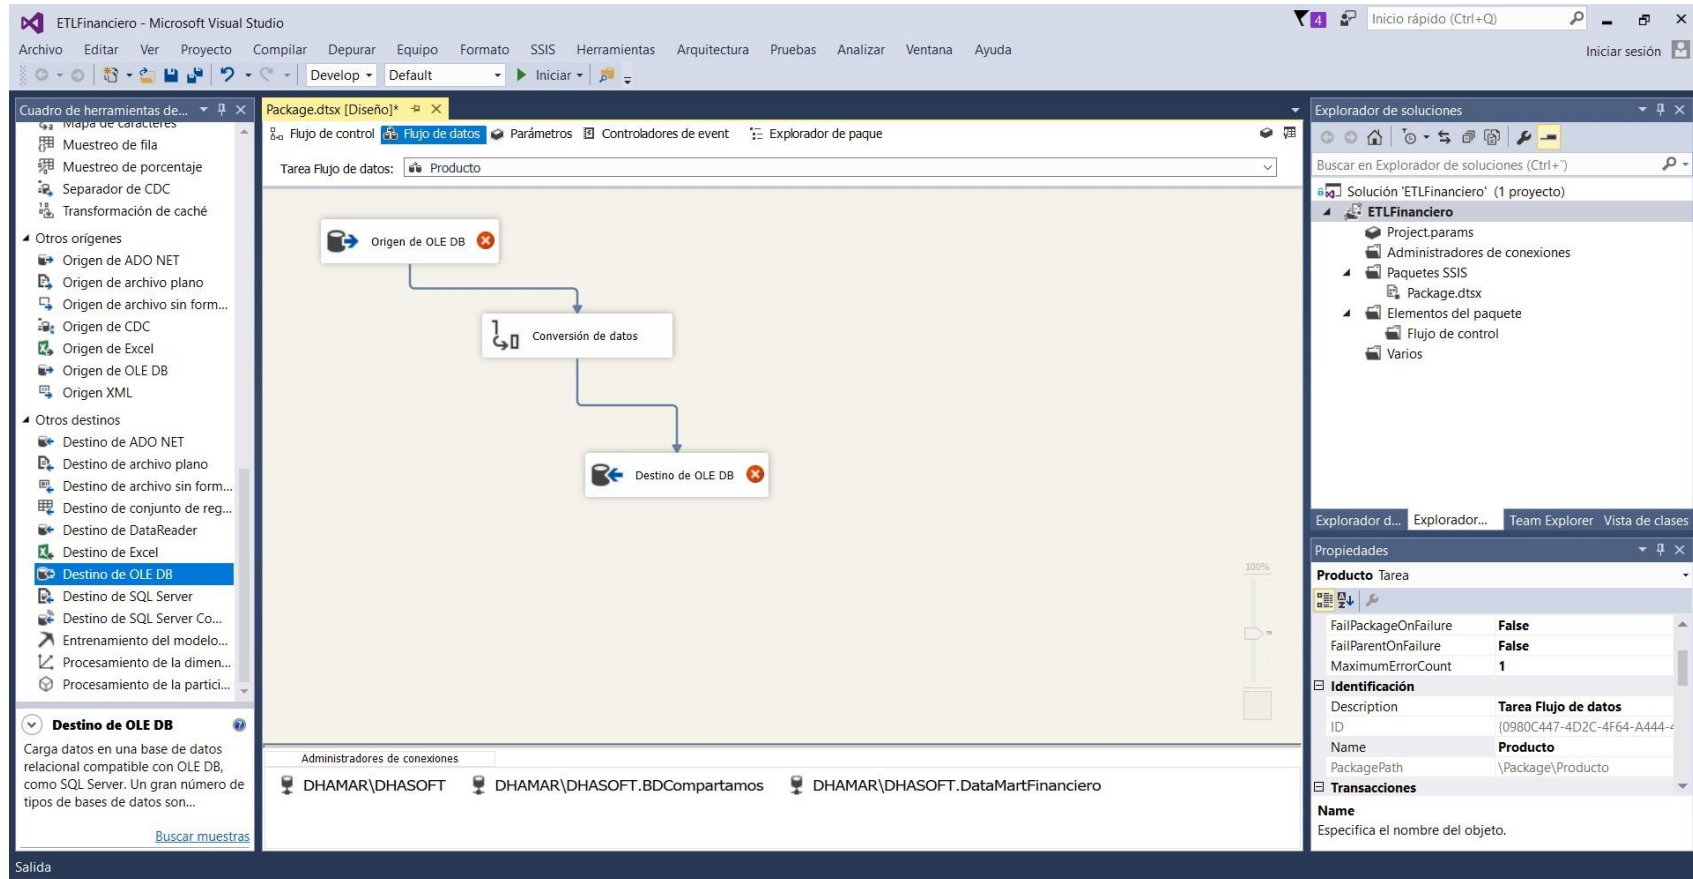 ETLFinanciero - Microsoft Visual Studio
4
Inicio rápido (Ctrl+Q)
Archivo Editar Ver Proyecto Compilar Depurar Equipo Formato SSIS Herramientas Arquitectura Pruebas Analizar Ventana Ayuda
Iniciar sesión
Develop Default Iniciar
Cuadro de herramientas de...
Mapa de caracteres
Muestreo de fila
Muestreo de porcentaje
Separador de CDC
Transformación de caché
Otros orígenes
Origen de ADO NET
Origen de archivo plano
Origen de archivo sin form...
Origen de CDC
Origen de Excel
Origen de OLE DB
Origen XML
Otros destinos
Destino de ADO NET
Destino de archivo plano
Destino de archivo sin form...
Destino de conjunto de reg...
Destino de DataReader
Destino de Excel
Destino de OLE DB
Destino de SQL Server
Destino de SQL Server Co...
Entrenamiento del modelo...
Procesamiento de la dimen...
Procesamiento de la partici...
Destino de OLE DB
Carga datos en una base de datos
relacional compatible con OLE DB,
como SQL Server. Un gran número de
tipos de bases de datos son...
Buscar muestras
Package.dtsx [Diseño]*
Flujo de control Flujo de datos Parámetros Controladores de event Explorador de paque
Tarea Flujo de datos: Producto
Origen de OLE DB
Conversión de datos
Destino de OLE DB
100%
Administradores de conexiones
DHAMAR\DHASOFT DHAMAR\DHASOFT.BDCompartamos DHAMAR\DHASOFT.DataMartFinanciero
Explorador de soluciones
Buscar en Explorador de soluciones (Ctrl+¨)
Solución 'ETLFinanciero' (1 proyecto)
ETLFinanciero
Project.params
Administradores de conexiones
Paquetes SSIS
Package.dtsx
Elementos del paquete
Flujo de control
Varios
Explorador d... Explorador... Team Explorer Vista de clases
Propiedades
Producto Tarea
FailPackageOnFailure False
FailParentOnFailure False
MaximumErrorCount 1
Identificación
Description Tarea Flujo de datos
ID {0980C447-4D2C-4F64-A444-4
Name Producto
PackagePath \Package\Producto
Transacciones
Name
Especifica el nombre del objeto.
Salida